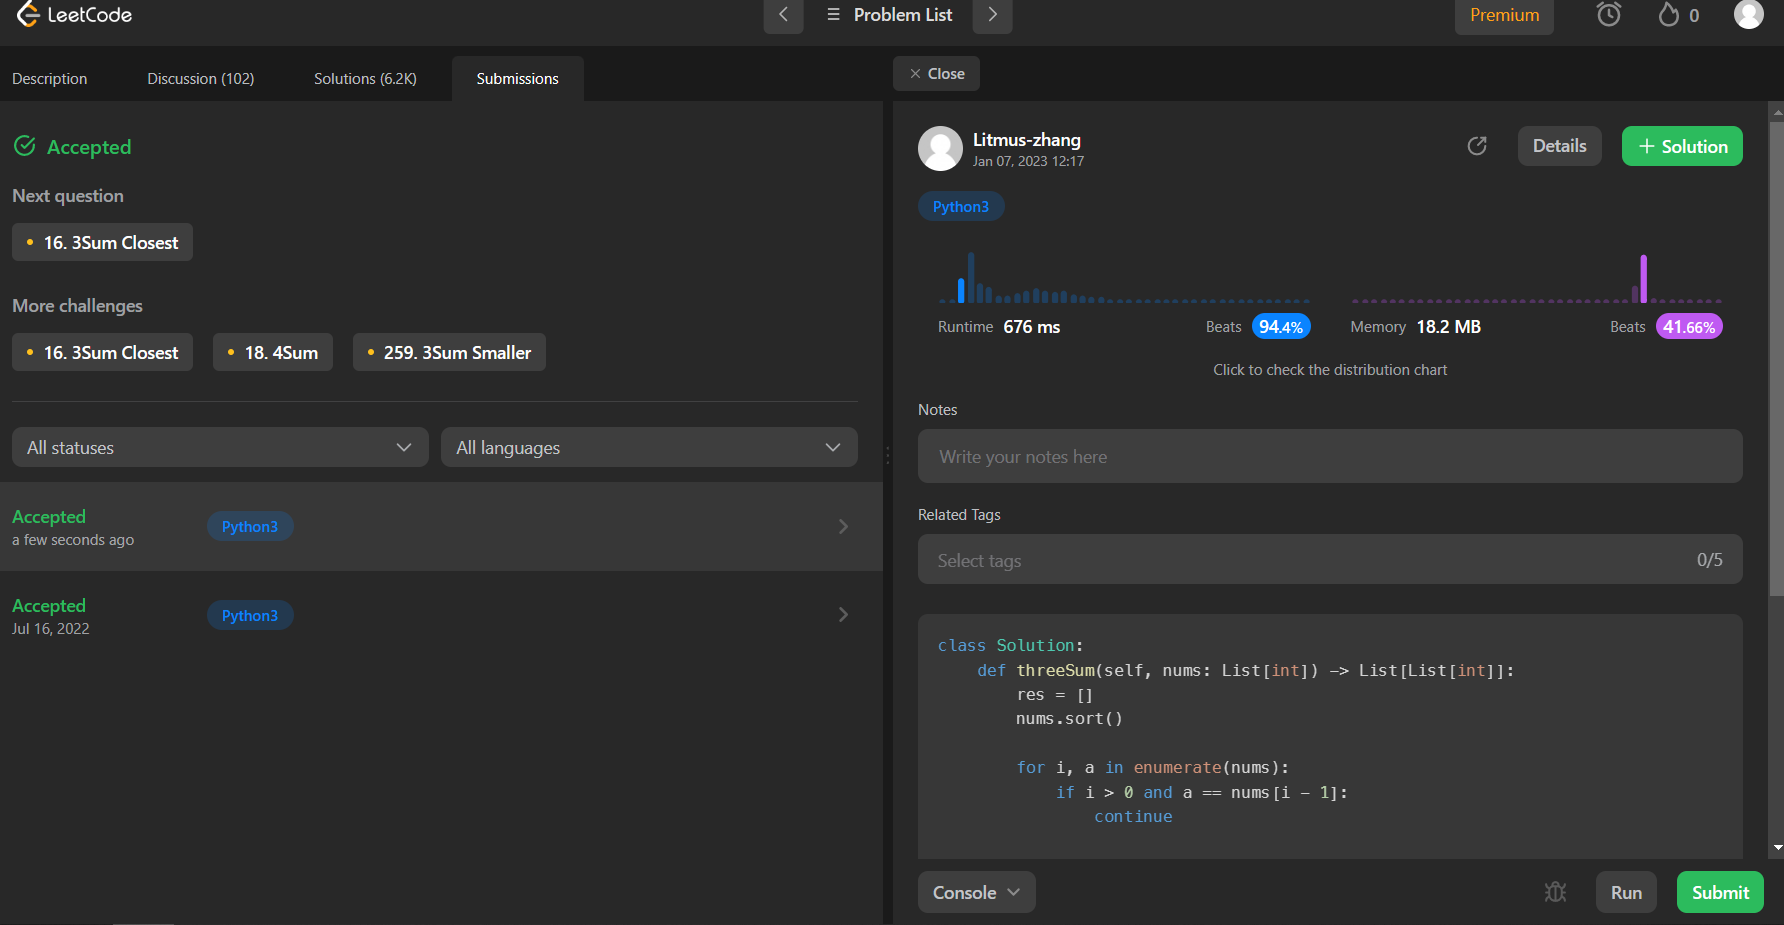 LeetCode
Problem List
Premium
0
Description
Discussion (102)
Solutions (6.2K)
Submissions
Accepted
Next question
16. 3Sum Closest
More challenges
16. 3Sum Closest
18. 4Sum
259. 3Sum Smaller
All statuses
All languages
Accepted
a few seconds ago
Python3
Accepted
Jul 16, 2022
Python3
Close
Litmus-zhang
Jan 07, 2023 12:17
Details
+ Solution
Python3
Runtime 676 ms
Beats 94.4%
Memory 18.2 MB
Beats 41.66%
Click to check the distribution chart
Notes
Write your notes here
Related Tags
Select tags
0/5
class Solution:
    def threeSum(self, nums: List[int]) -> List[List[int]]:
        res = []
        nums.sort()
        for i, a in enumerate(nums):
            if i > 0 and a == nums[i - 1]:
                continue
Console
Run
Submit